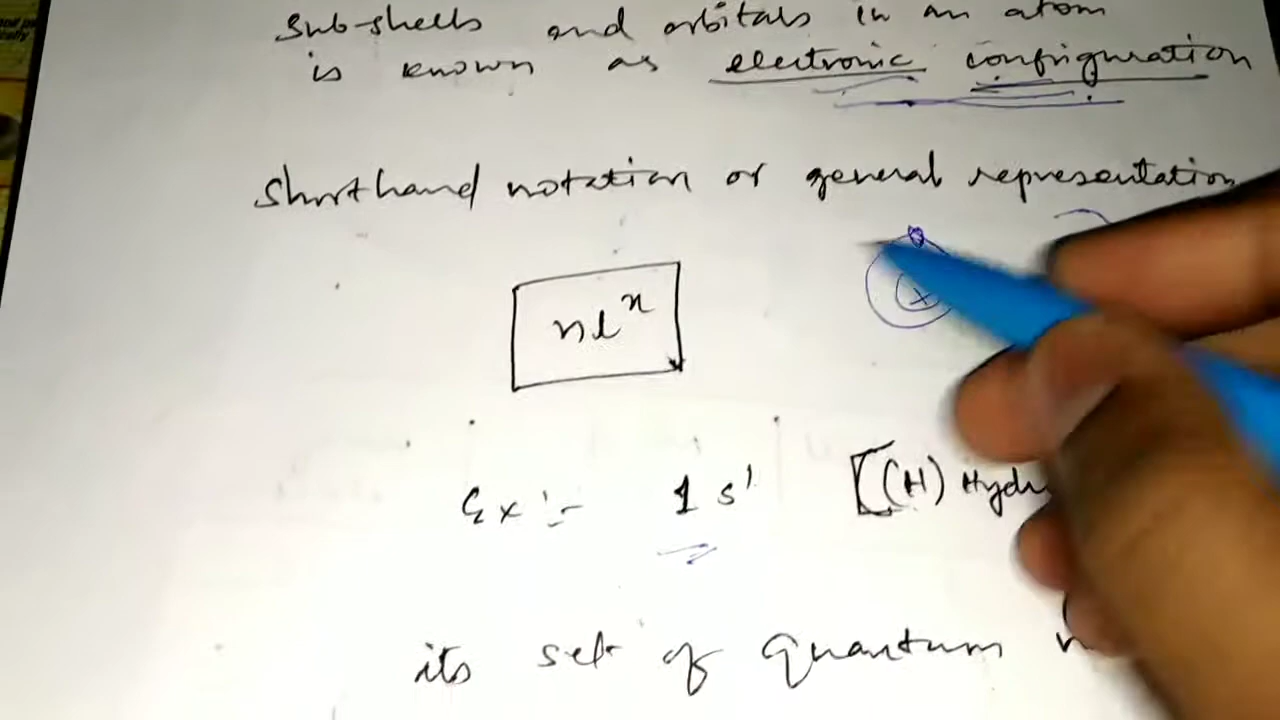 Sub-shells and orbitals in an atom
is known as electronic configuration
Shorthand notation or general representation
nl^x
x
Ex :- 1s¹ [(H) Hydr
its set of quantum